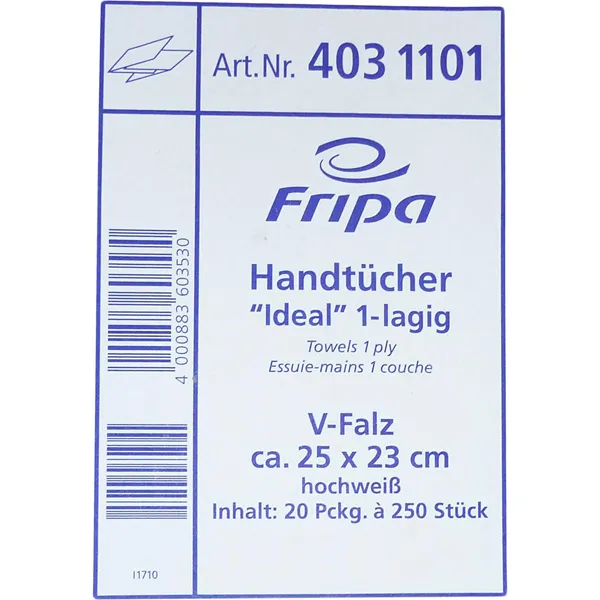 Art.Nr. 403 1101
Fripa
Handtücher
“Ideal” 1-lagig
Towels 1 ply
Essuie-mains 1 couche
V-Falz
ca. 25 x 23 cm
hochweiß
Inhalt: 20 Pckg. à 250 Stück
4 000883 603530
I1710